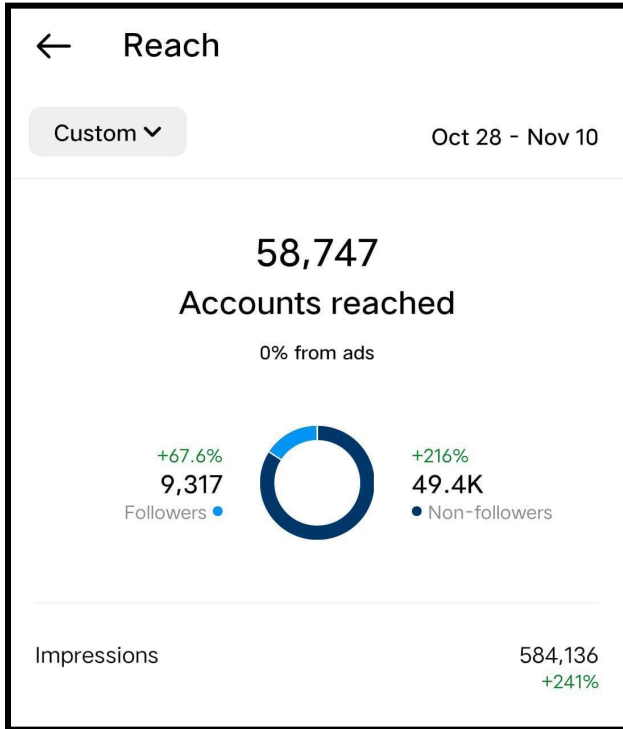 Reach
Custom
Oct 28 - Nov 10
58,747
Accounts reached
0% from ads
+67.6%
9,317
Followers
+216%
49.4K
Non-followers
Impressions
584,136
+241%